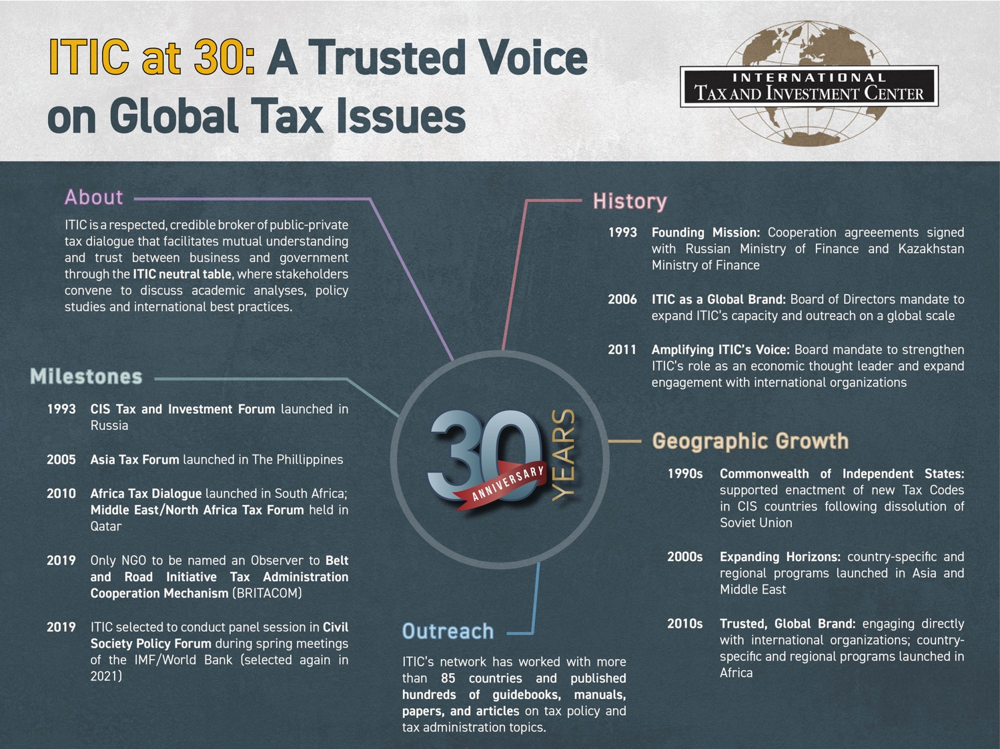 ITIC at 30: A Trusted Voice
on Global Tax Issues
INTERNATIONAL
TAX AND INVESTMENT CENTER
About
ITIC is a respected, credible broker of public-private
tax dialogue that facilitates mutual understanding
and trust between business and government
through the ITIC neutral table, where stakeholders
convene to discuss academic analyses, policy
studies and international best practices.
Milestones
1993 CIS Tax and Investment Forum launched in
Russia
2005 Asia Tax Forum launched in The Phillippines
2010 Africa Tax Dialogue launched in South Africa;
Middle East/North Africa Tax Forum held in
Qatar
2019 Only NGO to be named an Observer to Belt
and Road Initiative Tax Administration
Cooperation Mechanism (BRITACOM)
2019 ITIC selected to conduct panel session in Civil
Society Policy Forum during spring meetings
of the IMF/World Bank (selected again in
2021)
30
YEARS
ANNIVERSARY
Outreach
ITIC's network has worked with more
than 85 countries and published
hundreds of guidebooks, manuals,
papers, and articles on tax policy and
tax administration topics.
History
1993 Founding Mission: Cooperation agreeements signed
with Russian Ministry of Finance and Kazakhstan
Ministry of Finance
2006 ITIC as a Global Brand: Board of Directors mandate to
expand ITIC's capacity and outreach on a global scale
2011 Amplifying ITIC's Voice: Board mandate to strengthen
ITIC's role as an economic thought leader and expand
engagement with international organizations
Geographic Growth
1990s Commonwealth of Independent States:
supported enactment of new Tax Codes
in CIS countries following dissolution of
Soviet Union
2000s Expanding Horizons: country-specific and
regional programs launched in Asia and
Middle East
2010s Trusted, Global Brand: engaging directly
with international organizations; country-
specific and regional programs launched in
Africa